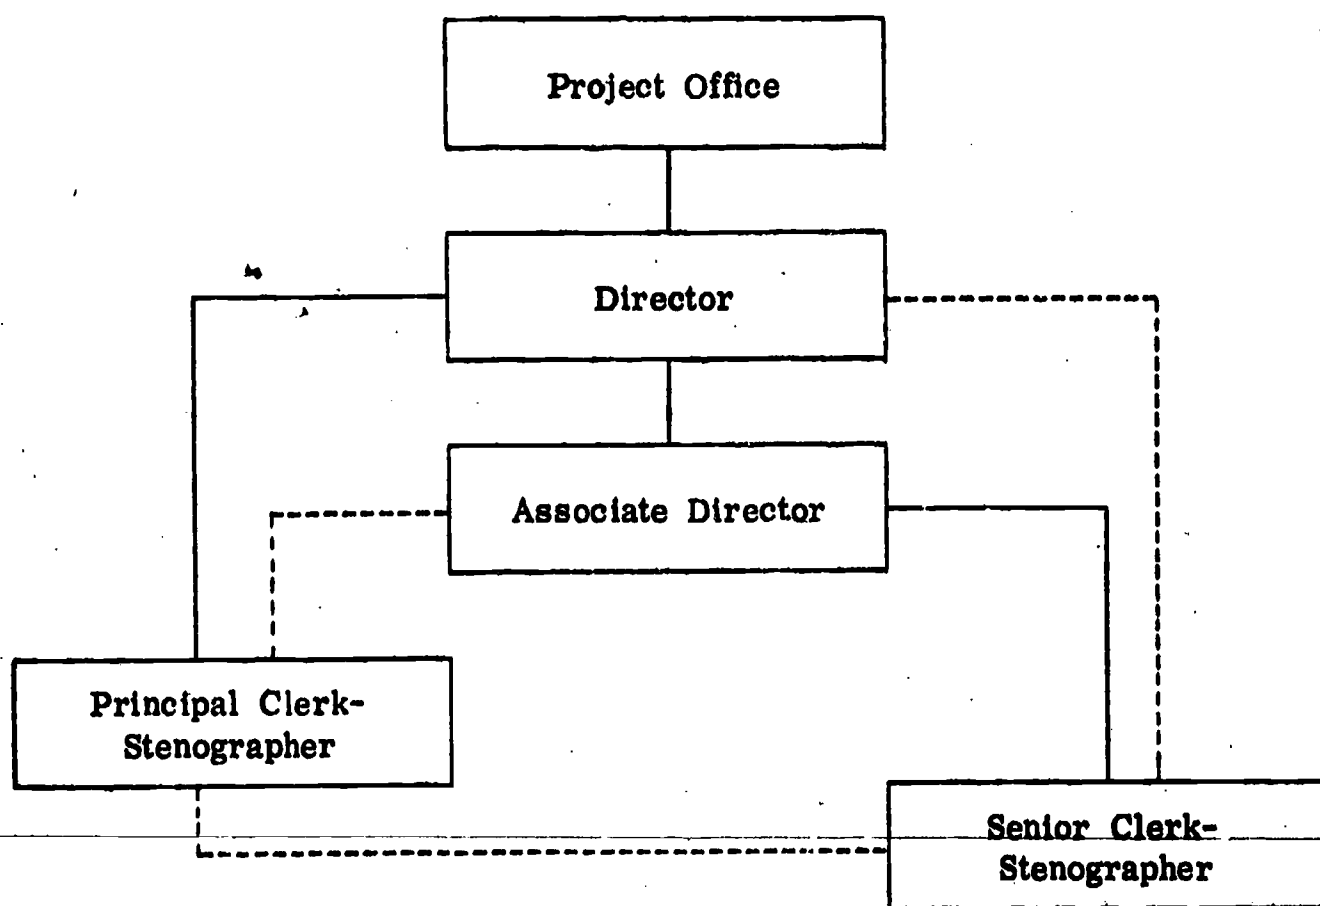 Project Office
Director
Associate Director
Principal Clerk-
Stenographer
Senior Clerk-
Stenographer